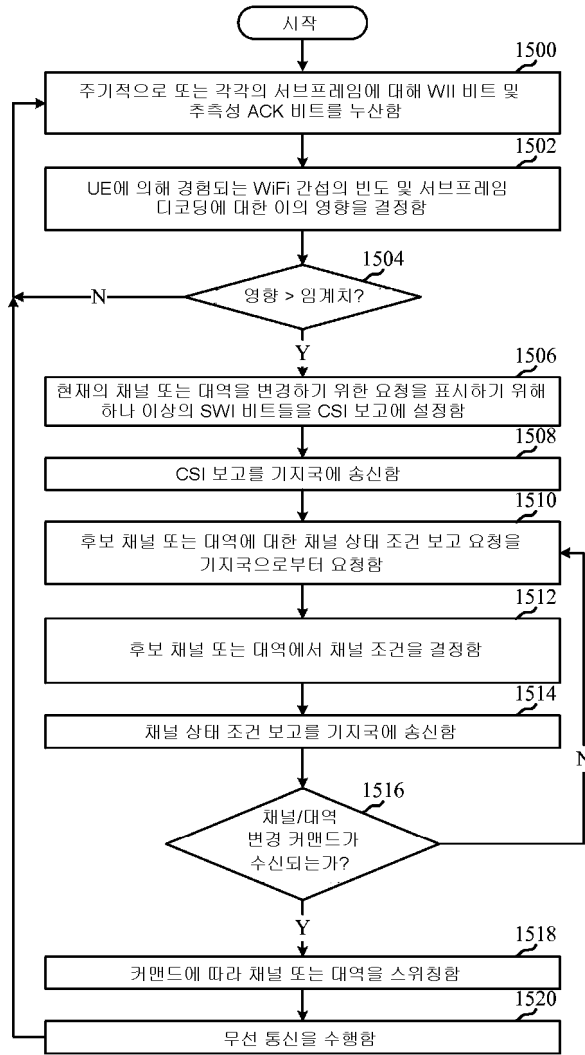 시작
1500
주기적으로 또는 각각의 서브프레임에 대해 WII 비트 및
추측성 ACK 비트를 누산함
1502
UE에 의해 경험되는 WiFi 간섭의 빈도 및 서브프레임
디코딩에 대한 이의 영향을 결정함
1504
영향 > 임계치?
N
Y
1506
현재의 채널 또는 대역을 변경하기 위한 요청을 표시하기 위해
하나 이상의 SWI 비트들을 CSI 보고에 설정함
1508
CSI 보고를 기지국에 송신함
1510
후보 채널 또는 대역에 대한 채널 상태 조건 보고 요청을
기지국으로부터 요청함
1512
후보 채널 또는 대역에서 채널 조건을 결정함
1514
채널 상태 조건 보고를 기지국에 송신함
N
1516
채널/대역
변경 커맨드가
수신되는가?
Y
1518
커맨드에 따라 채널 또는 대역을 스위칭함
1520
무선 통신을 수행함